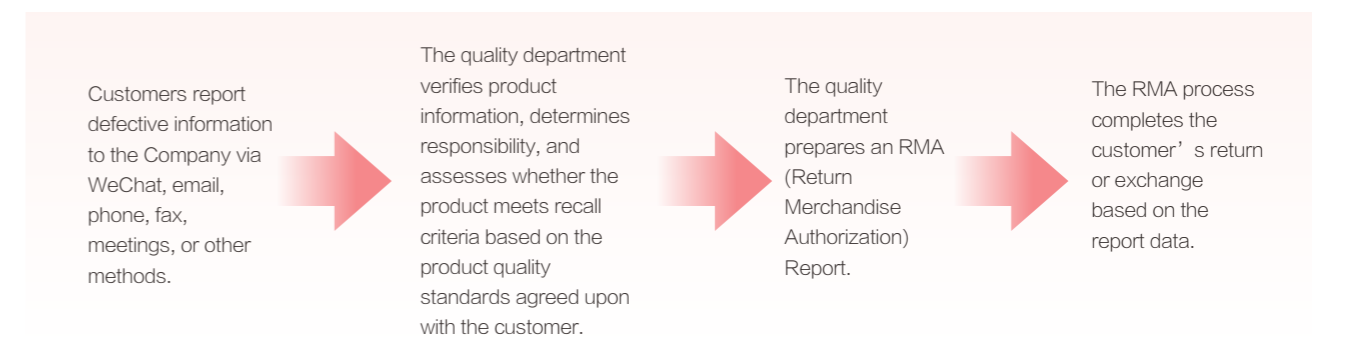 Customers report
defective information
to the Company via
WeChat, email,
phone, fax,
meetings, or other
methods.
The quality department
verifies product
information, determines
responsibility, and
assesses whether the
product meets recall
criteria based on the
product quality
standards agreed upon
with the customer.
The quality
department
prepares an RMA
(Return
Merchandise
Authorization)
Report.
The RMA process
completes the
customer’ s return
or exchange
based on the
report data.